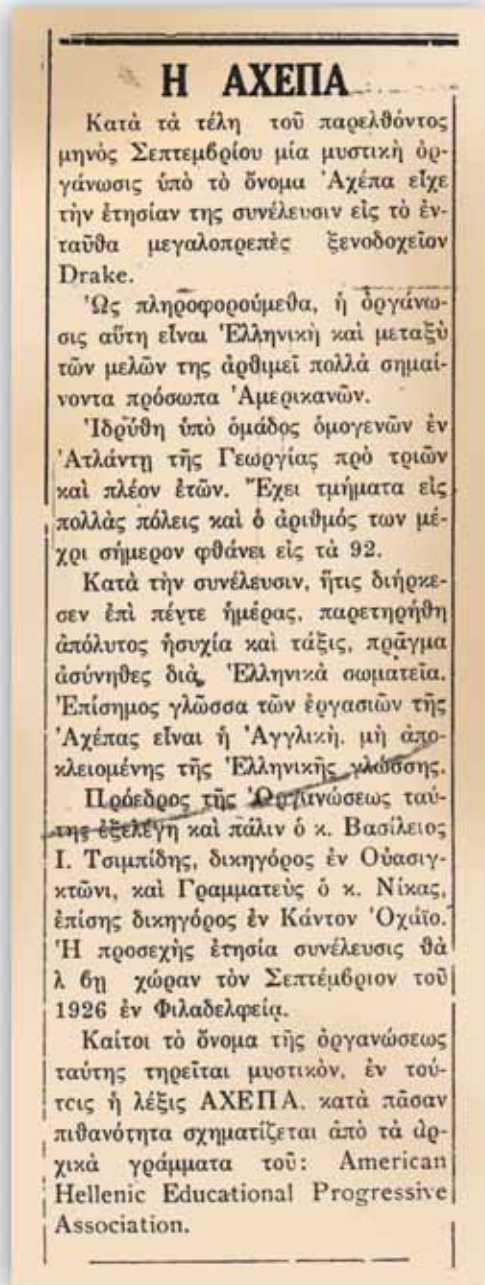 Η ΑΧΕΠΑ
Κατὰ τὰ τέλη τοῦ παρελθόντος
μηνὸς Σεπτεμβρίου μία μυστικὴ ὀρ-
γάνωσις ὑπὸ τὸ ὄνομα Ἀχέπα εἶχε
τὴν ἐτησίαν της συνέλευσιν εἰς τὸ ἐν-
ταῦθα μεγαλοπρεπὲς ξενοδοχεῖον
Drake.
Ὡς πληροφορούμεθα, ἡ ὀργάνω-
σις αὕτη εἶναι Ἑλληνικὴ καὶ μεταξὺ
τῶν μελῶν της ἀρθιμεῖ πολλὰ σημαί-
νοντα πρόσωπα Ἀμερικανῶν.
Ἱδρύθη ὑπὸ ὁμάδος ὁμογενῶν ἐν
Ἀτλάντῃ τῆς Γεωργίας πρὸ τριῶν
καὶ πλέον ἐτῶν. Ἔχει τμήματα εἰς
πολλὰς πόλεις καὶ ὁ ἀριθμός των μέ-
χρι σήμερον φθάνει εἰς τὰ 92.
Κατὰ τὴν συνέλευσιν, ἥτις διήρκε-
σεν ἐπὶ πέντε ἡμέρας, παρετηρήθη
ἀπόλυτος ἡσυχία καὶ τάξις, πρᾶγμα
ἀσύνηθες διὰ Ἑλληνικὰ σωματεῖα.
Ἐπίσημος γλῶσσα τῶν ἐργασιῶν τῆς
Ἀχέπας εἶναι ἡ Ἀγγλικὴ. μὴ ἀπο-
κλειομένης τῆς Ἑλληνικῆς γλώσσης.
Πρόεδρος τῆς Ὀργανώσεως ταύ-
της ἐξελέγη καὶ πάλιν ὁ κ. Βασίλειος
Ι. Τσιμπίδης, δικηγόρος ἐν Οὐασιγ-
κτῶνι, καὶ Γραμματεὺς ὁ κ. Νίκας,
ἐπίσης δικηγόρος ἐν Κάντον Ὀχάϊο.
Ἡ προσεχὴς ἐτησία συνέλευσις θὰ
λ βῃ χώραν τὸν Σεπτέμβριον τοῦ
1926 ἐν Φιλαδελφείᾳ.
Καίτοι τὸ ὄνομα τῆς ὀργανώσεως
ταύτης τηρεῖται μυστικὸν, ἐν τού-
τοις ἡ λέξις ΑΧΕΠΑ. κατὰ πᾶσαν
πιθανότητα σχηματίζεται ἀπὸ τὰ ἀρ-
χικὰ γράμματα τοῦ: American
Hellenic Educational Progressive
Association.